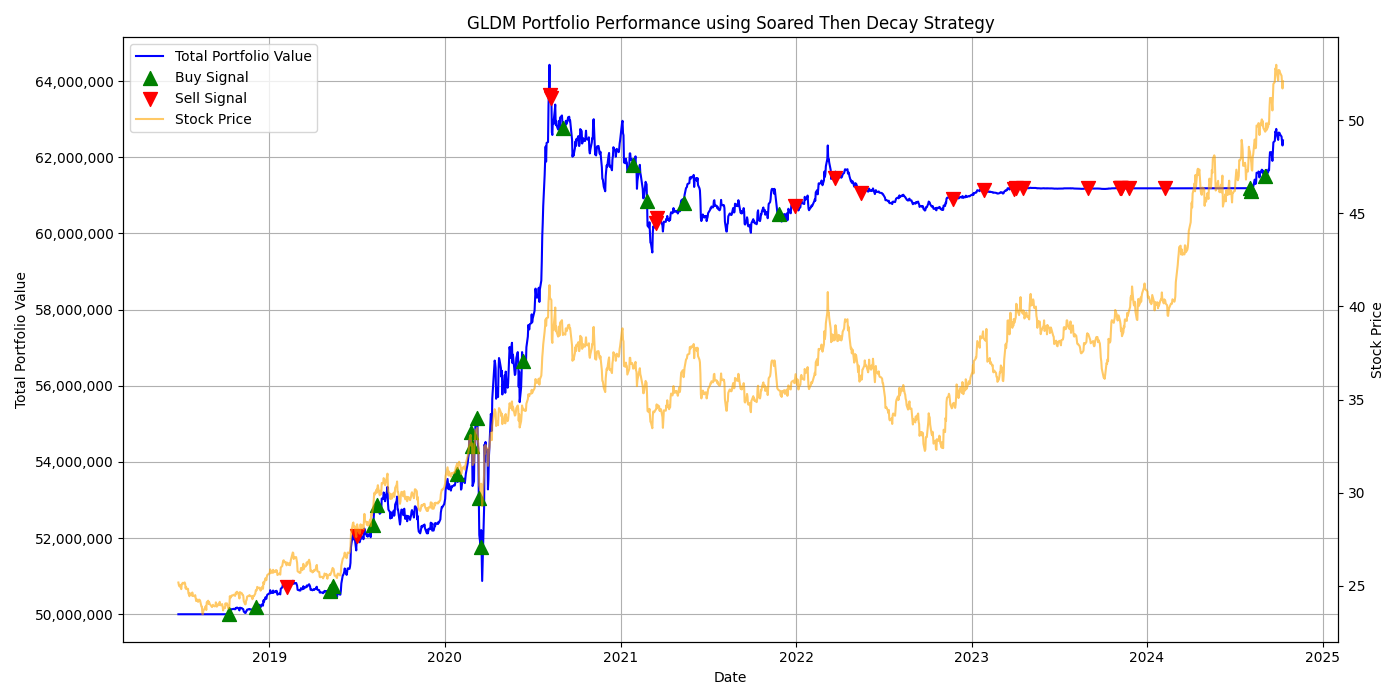 GLDM Portfolio Performance using Soared Then Decay Strategy
Total Portfolio Value
Buy Signal
Sell Signal
Stock Price
64,000,000
62,000,000
60,000,000
58,000,000
56,000,000
54,000,000
52,000,000
50,000,000
Total Portfolio Value
50
45
40
35
30
25
Stock Price
2019
2020
2021
2022
2023
2024
2025
Date